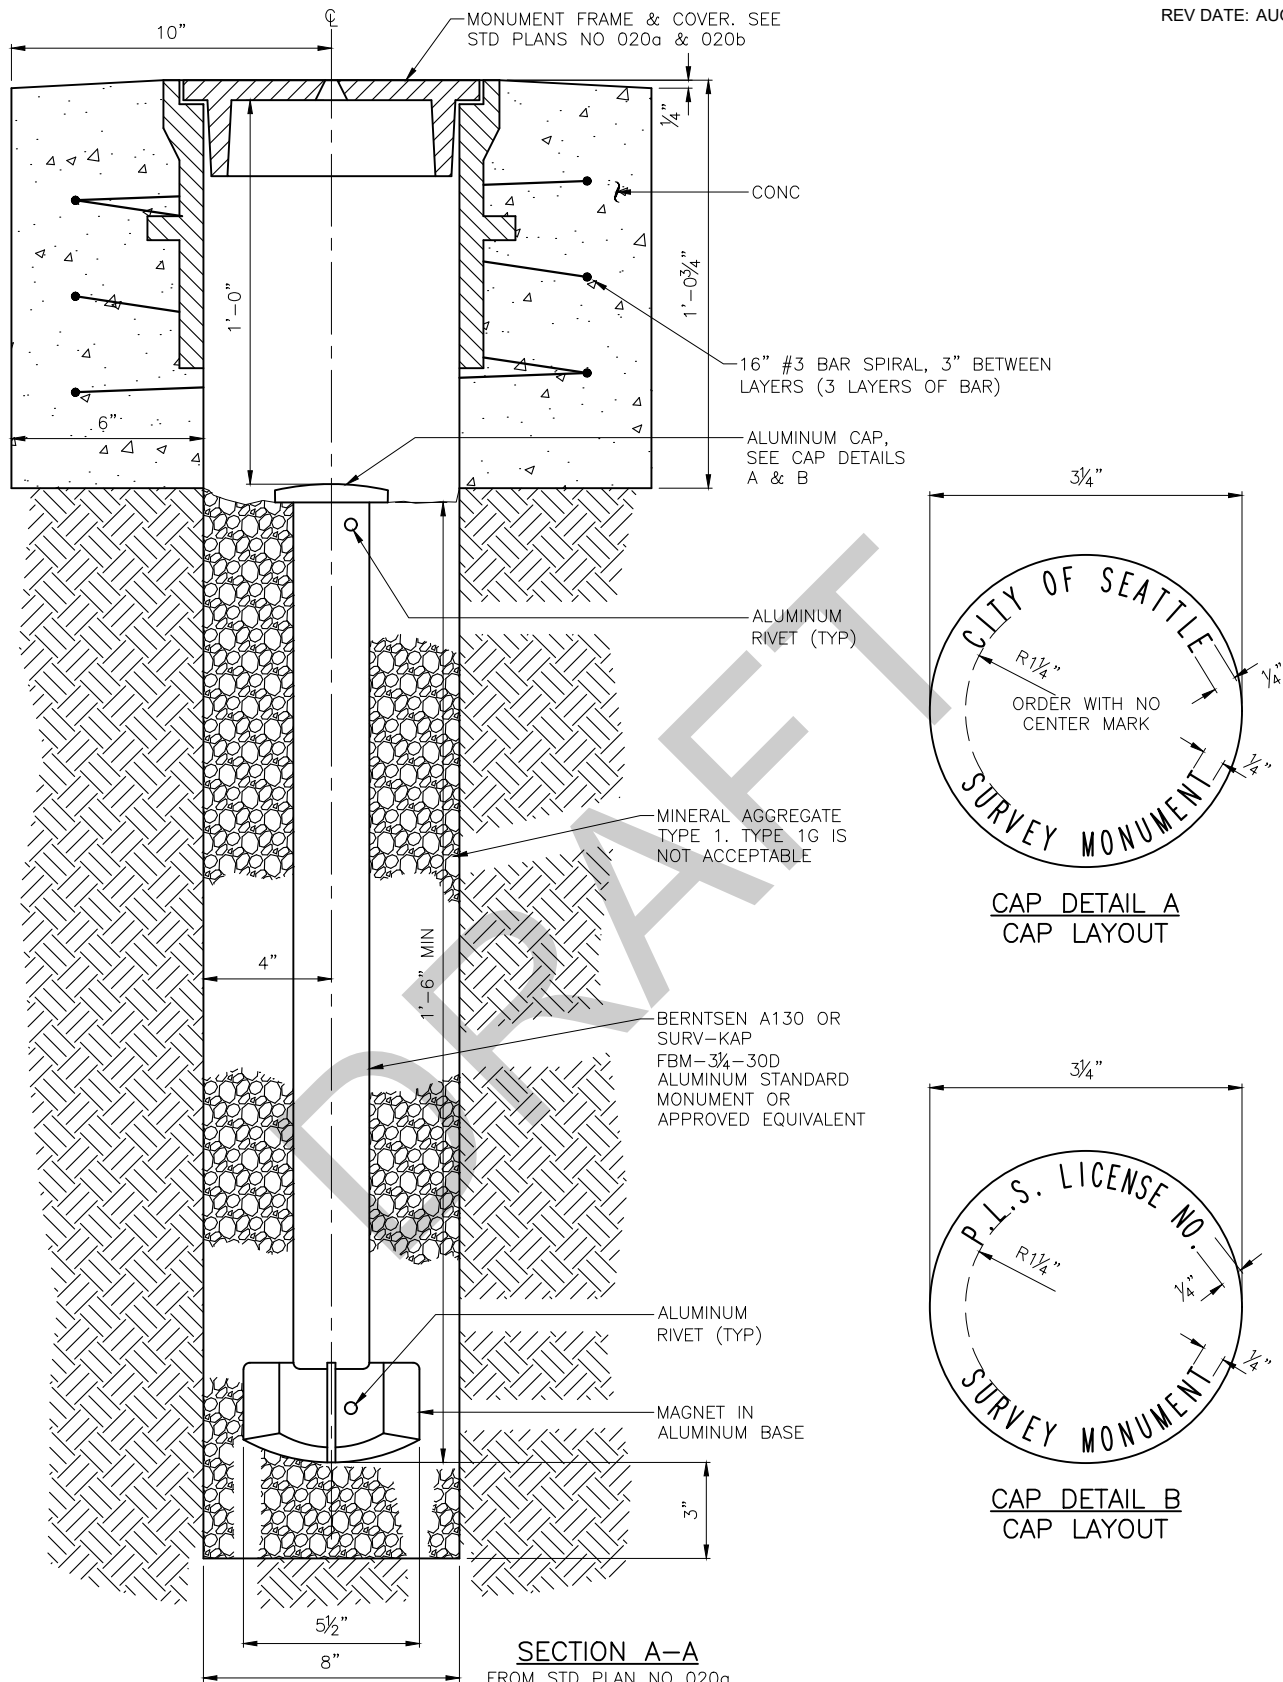 REV DATE: AUG
℄
10"
MONUMENT FRAME & COVER. SEE
STD PLANS NO 020a & 020b
¼"
CONC
1'-0"
1'-0¾"
16" #3 BAR SPIRAL, 3" BETWEEN
LAYERS (3 LAYERS OF BAR)
6"
ALUMINUM CAP,
SEE CAP DETAILS
A & B
ALUMINUM
RIVET (TYP)
MINERAL AGGREGATE
TYPE 1. TYPE 1G IS
NOT ACCEPTABLE
4"
1'-6" MIN
BERNTSEN A130 OR
SURV-KAP
FBM-3¼-30D
ALUMINUM STANDARD
MONUMENT OR
APPROVED EQUIVALENT
ALUMINUM
RIVET (TYP)
MAGNET IN
ALUMINUM BASE
3"
5½"
8"
SECTION A-A
FROM STD PLAN NO 020a
3¼"
CITY OF SEATTLE
R1¼"
¼"
ORDER WITH NO
CENTER MARK
¼"
SURVEY MONUMENT
CAP DETAIL A
CAP LAYOUT
3¼"
P.L.S. LICENSE NO.
R1¼"
¼"
¼"
SURVEY MONUMENT
CAP DETAIL B
CAP LAYOUT
DRAFT